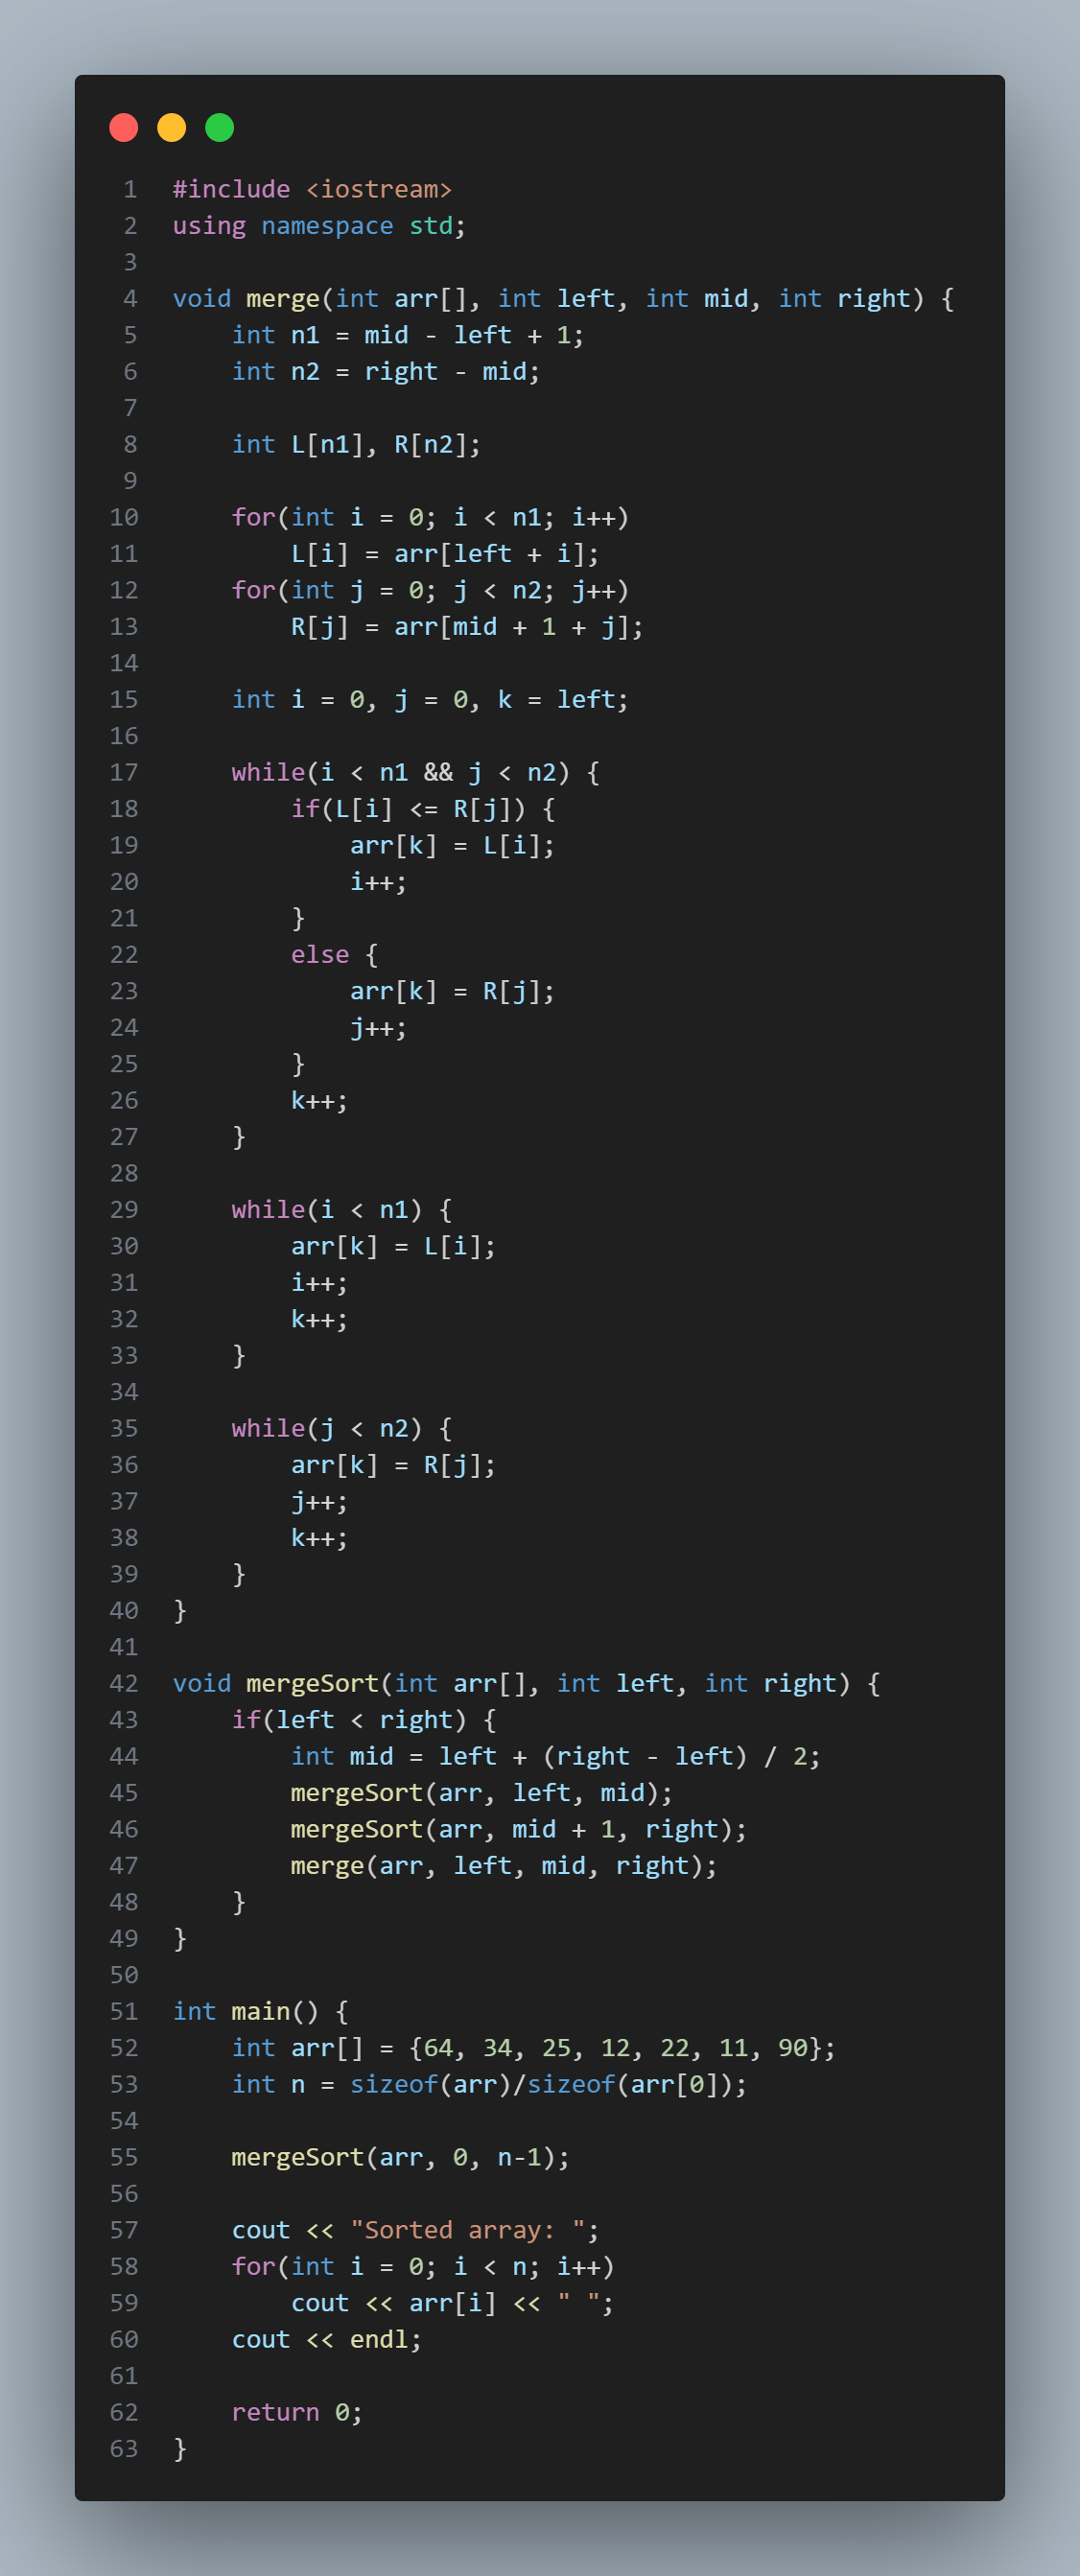 1 #include <iostream>
2 using namespace std;
3
4 void merge(int arr[], int left, int mid, int right) {
5     int n1 = mid - left + 1;
6     int n2 = right - mid;
7
8     int L[n1], R[n2];
9
10     for(int i = 0; i < n1; i++)
11         L[i] = arr[left + i];
12     for(int j = 0; j < n2; j++)
13         R[j] = arr[mid + 1 + j];
14
15     int i = 0, j = 0, k = left;
16
17     while(i < n1 && j < n2) {
18         if(L[i] <= R[j]) {
19             arr[k] = L[i];
20             i++;
21         }
22         else {
23             arr[k] = R[j];
24             j++;
25         }
26         k++;
27     }
28
29     while(i < n1) {
30         arr[k] = L[i];
31         i++;
32         k++;
33     }
34
35     while(j < n2) {
36         arr[k] = R[j];
37         j++;
38         k++;
39     }
40 }
41
42 void mergeSort(int arr[], int left, int right) {
43     if(left < right) {
44         int mid = left + (right - left) / 2;
45         mergeSort(arr, left, mid);
46         mergeSort(arr, mid + 1, right);
47         merge(arr, left, mid, right);
48     }
49 }
50
51 int main() {
52     int arr[] = {64, 34, 25, 12, 22, 11, 90};
53     int n = sizeof(arr)/sizeof(arr[0]);
54
55     mergeSort(arr, 0, n-1);
56
57     cout << "Sorted array: ";
58     for(int i = 0; i < n; i++)
59         cout << arr[i] << " ";
60     cout << endl;
61
62     return 0;
63 }